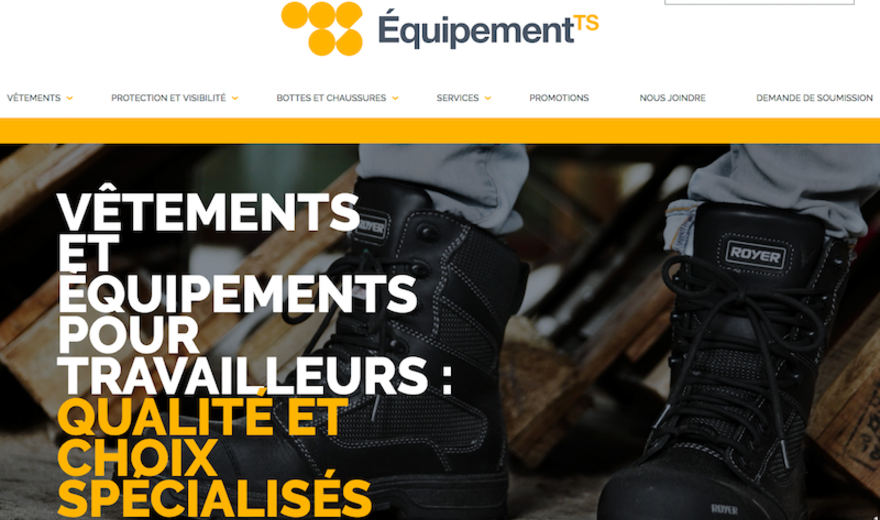 ÉquipementTS
VÊTEMENTS PROTECTION ET VISIBILITÉ BOTTES ET CHAUSSURES SERVICES PROMOTIONS NOUS JOINDRE DEMANDE DE SOUMISSION
VÊTEMENTS
ET
ÉQUIPEMENTS
POUR
TRAVAILLEURS :
QUALITÉ ET
CHOIX
SPÉCIALISÉS
ROYER
ROYER
ROYER